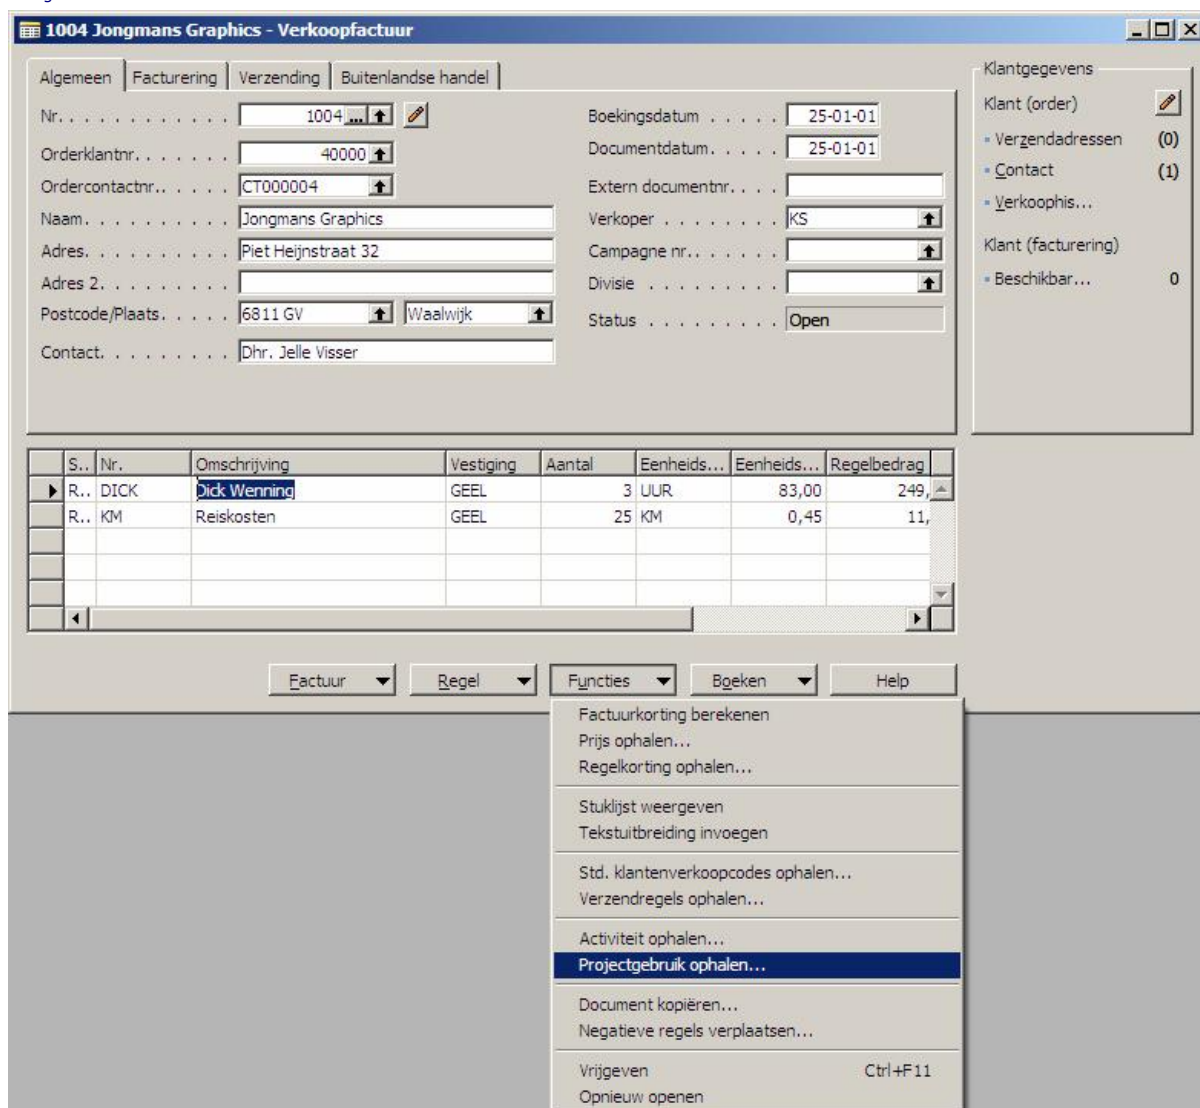 1004 Jongmans Graphics - Verkoopfactuur
Algemeen Facturering Verzending Buitenlandse handel
Nr. . . . . . . . . . . . . 1004 ...
Orderklantnr. . . . . . . 40000
Ordercontactnr.. . . . . . CT000004
Naam. . . . . . . . . . . Jongmans Graphics
Adres. . . . . . . . . . . Piet Heijnstraat 32
Adres 2. . . . . . . . . .
Postcode/Plaats. . . . . 6811 GV Waalwijk
Contact. . . . . . . . . . Dhr. Jelle Visser
Boekingsdatum . . . . . 25-01-01
Documentdatum. . . . . 25-01-01
Extern documentnr. . . .
Verkoper . . . . . . . . KS
Campagne nr.. . . . . .
Divisie . . . . . . . . .
Status . . . . . . . . . Open
Klantgegevens
Klant (order)
Verzendadressen (0)
Contact (1)
Verkoophis...
Klant (facturering)
Beschikbar... 0
S.. Nr. Omschrijving Vestiging Aantal Eenheids... Eenheids... Regelbedrag
R.. DICK Dick Wenning GEEL 3 UUR 83,00 249,
R.. KM Reiskosten GEEL 25 KM 0,45 11,
Factuur Regel Functies Boeken Help
Factuurkorting berekenen
Prijs ophalen...
Regelkorting ophalen...
Stuklijst weergeven
Tekstuitbreiding invoegen
Std. klantenverkoopcodes ophalen...
Verzendregels ophalen...
Activiteit ophalen...
Projectgebruik ophalen...
Document kopiëren...
Negatieve regels verplaatsen...
Vrijgeven Ctrl+F11
Opnieuw openen